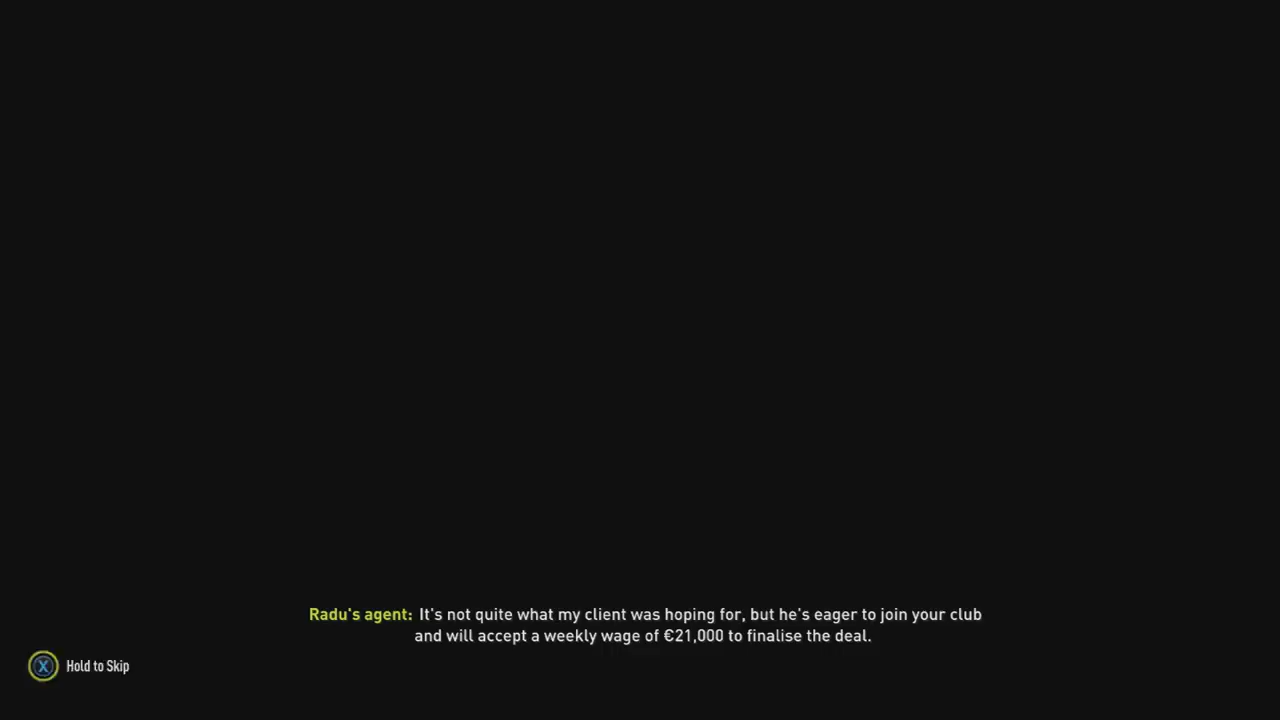 Radu's agent: It's not quite what my client was hoping for, but he's eager to join your club
and will accept a weekly wage of €21,000 to finalise the deal.
X Hold to Skip